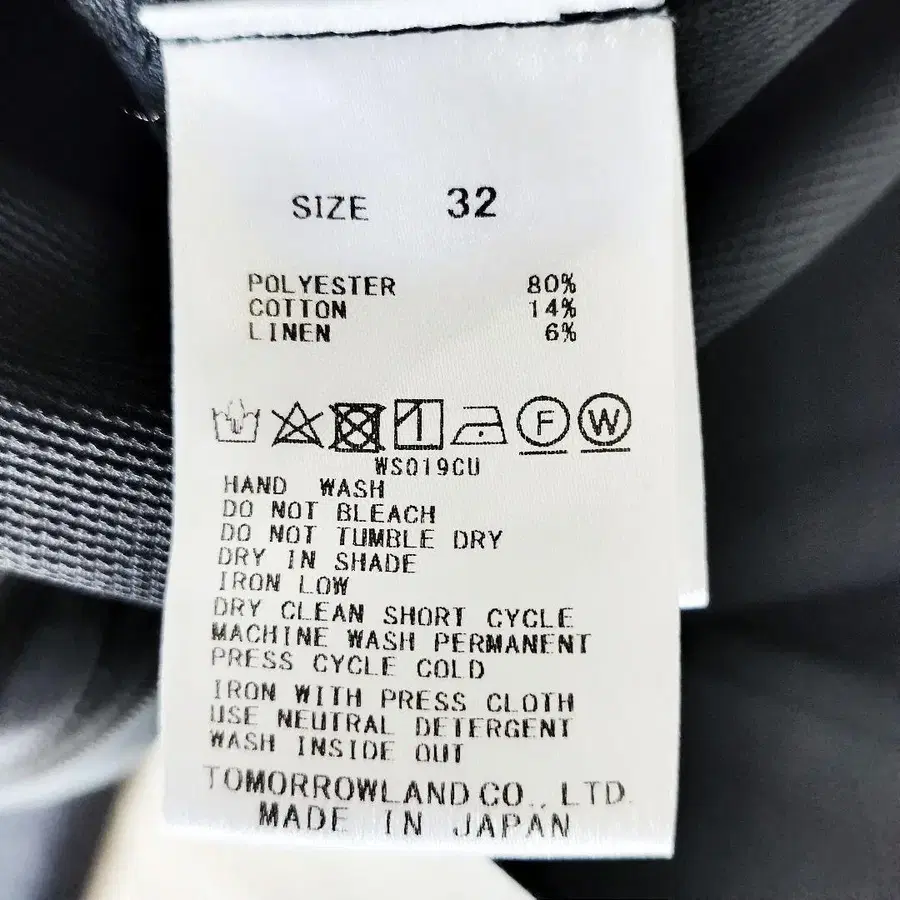 SIZE 32
POLYESTER 80%
COTTON 14%
LINEN 6%
F W
WS019CU
HAND WASH
DO NOT BLEACH
DO NOT TUMBLE DRY
DRY IN SHADE
IRON LOW
DRY CLEAN SHORT CYCLE
MACHINE WASH PERMANENT
PRESS CYCLE COLD
IRON WITH PRESS CLOTH
USE NEUTRAL DETERGENT
WASH INSIDE OUT
TOMORROWLAND CO., LTD.
MADE IN JAPAN